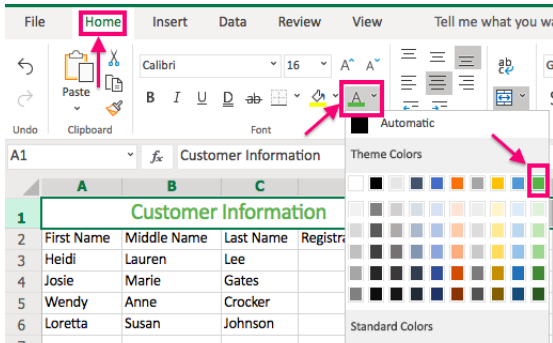 File Home Insert Data Review View Tell me what you wa
Calibri 16 A^ A˅
Paste B I U D ab A
Undo Clipboard Font
A1 fx Customer Information
Automatic
Theme Colors
A B C
1 Customer Information
2 First Name Middle Name Last Name Registra
3 Heidi Lauren Lee
4 Josie Marie Gates
5 Wendy Anne Crocker
6 Loretta Susan Johnson
Standard Colors